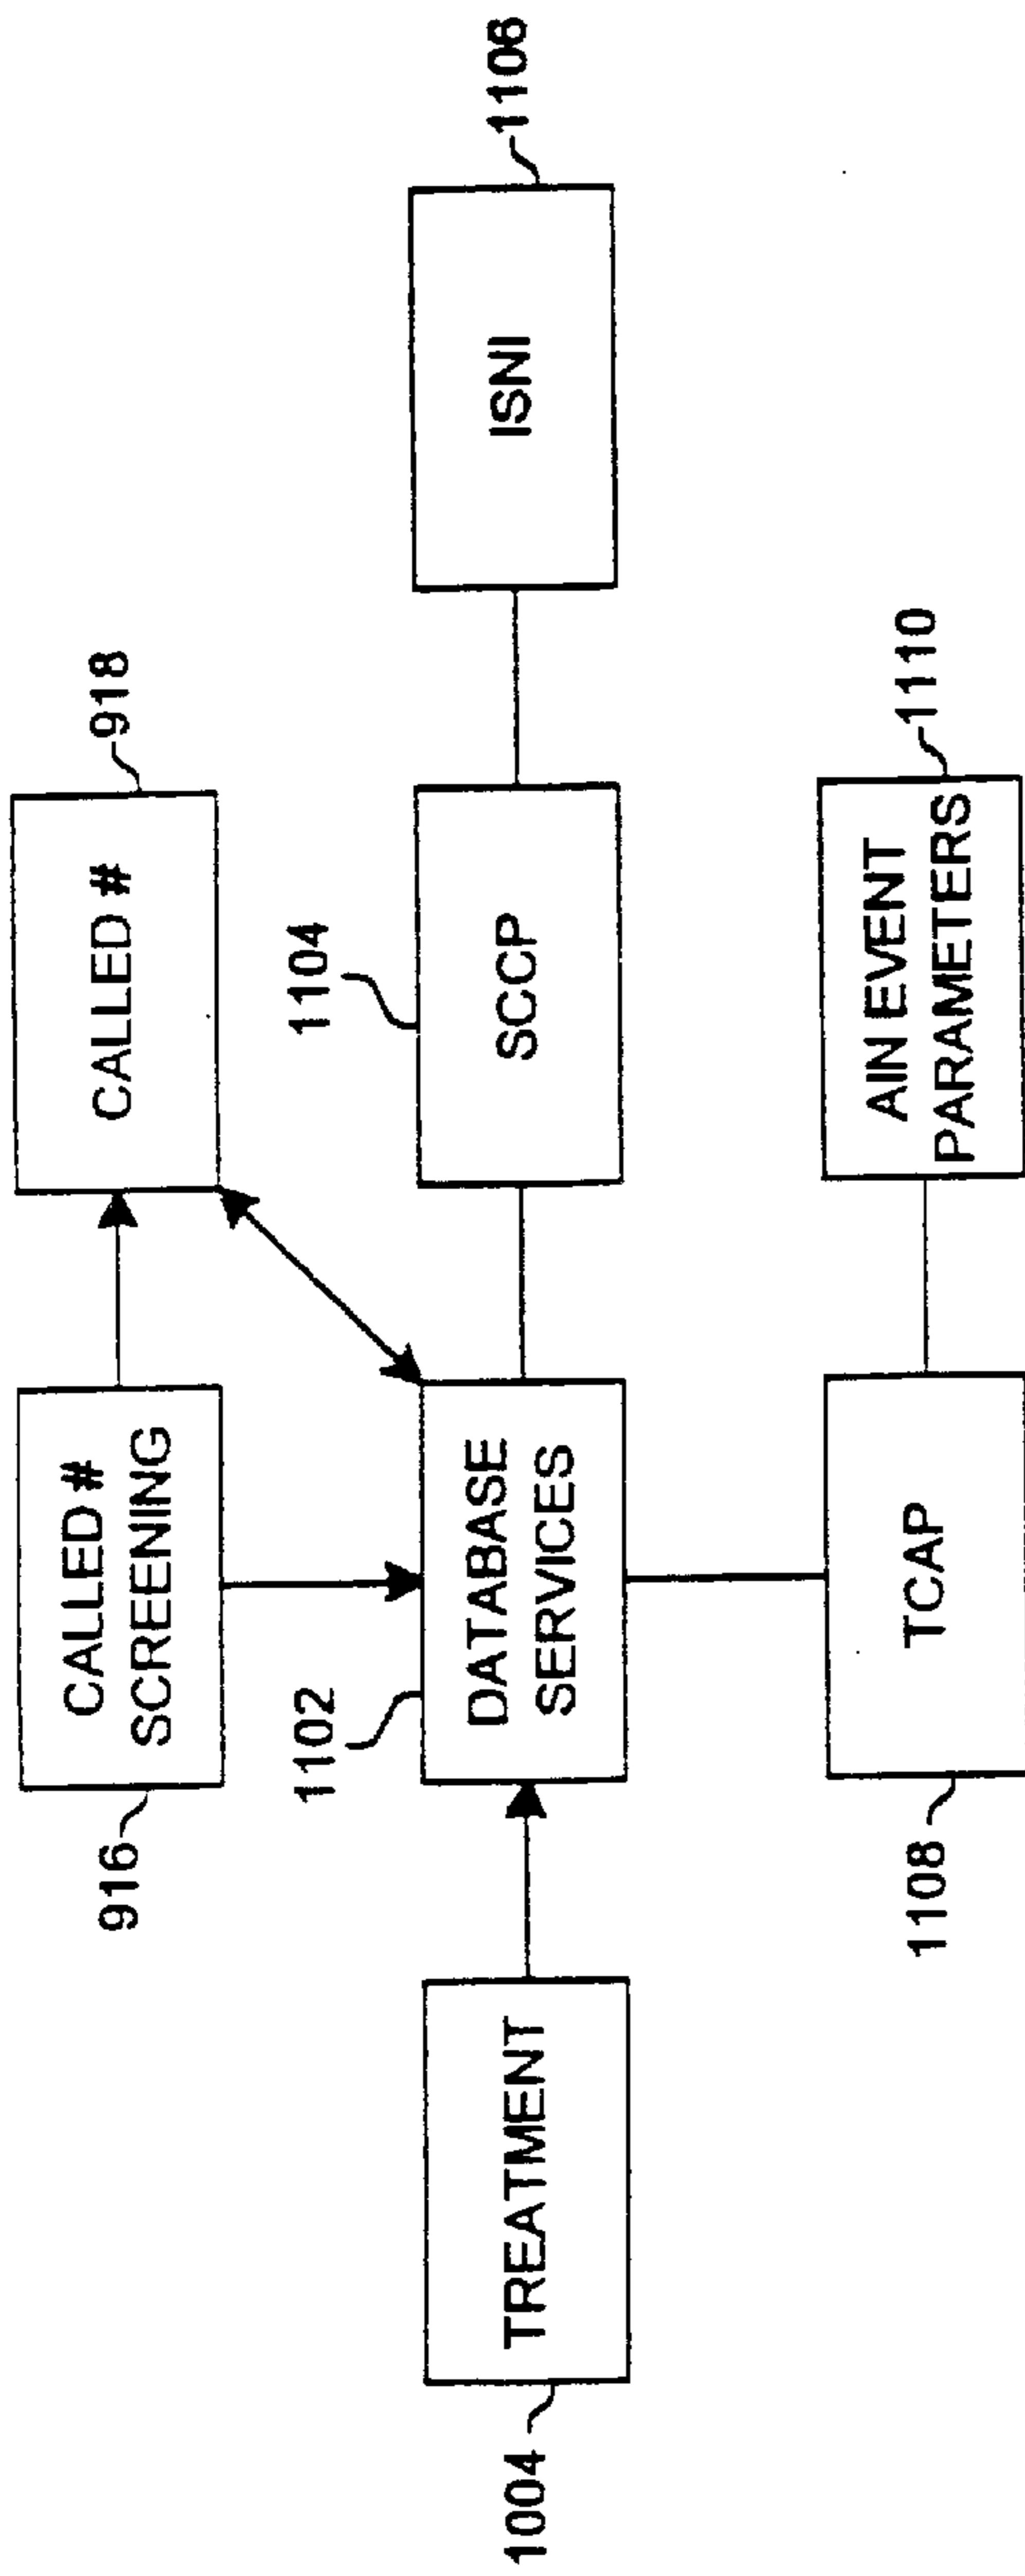 916
CALLED #
SCREENING
CALLED #
918
1102
DATABASE
SERVICES
1104
SCCP
ISNI
1106
1004
TREATMENT
1108
TCAP
AIN EVENT
PARAMETERS
1110